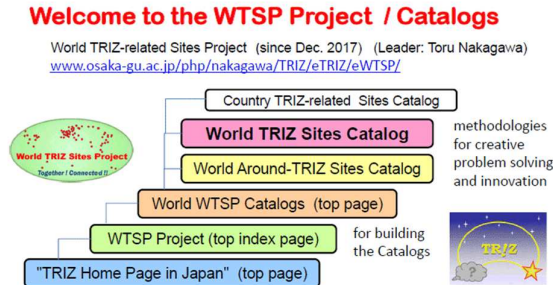 Welcome to the WTSP Project / Catalogs
World TRIZ-related Sites Project (since Dec. 2017) (Leader: Toru Nakagawa)
www.osaka-gu.ac.jp/php/nakagawa/TRIZ/eTRIZ/eWTSP/
Country TRIZ-related Sites Catalog
World TRIZ Sites Catalog
World Around-TRIZ Sites Catalog
methodologies
for creative
problem solving
and innovation
World TRIZ Sites Project
Together ! Connected !!
World WTSP Catalogs (top page)
WTSP Project (top index page)
for building
the Catalogs
"TRIZ Home Page in Japan" (top page)
TR!Z
?